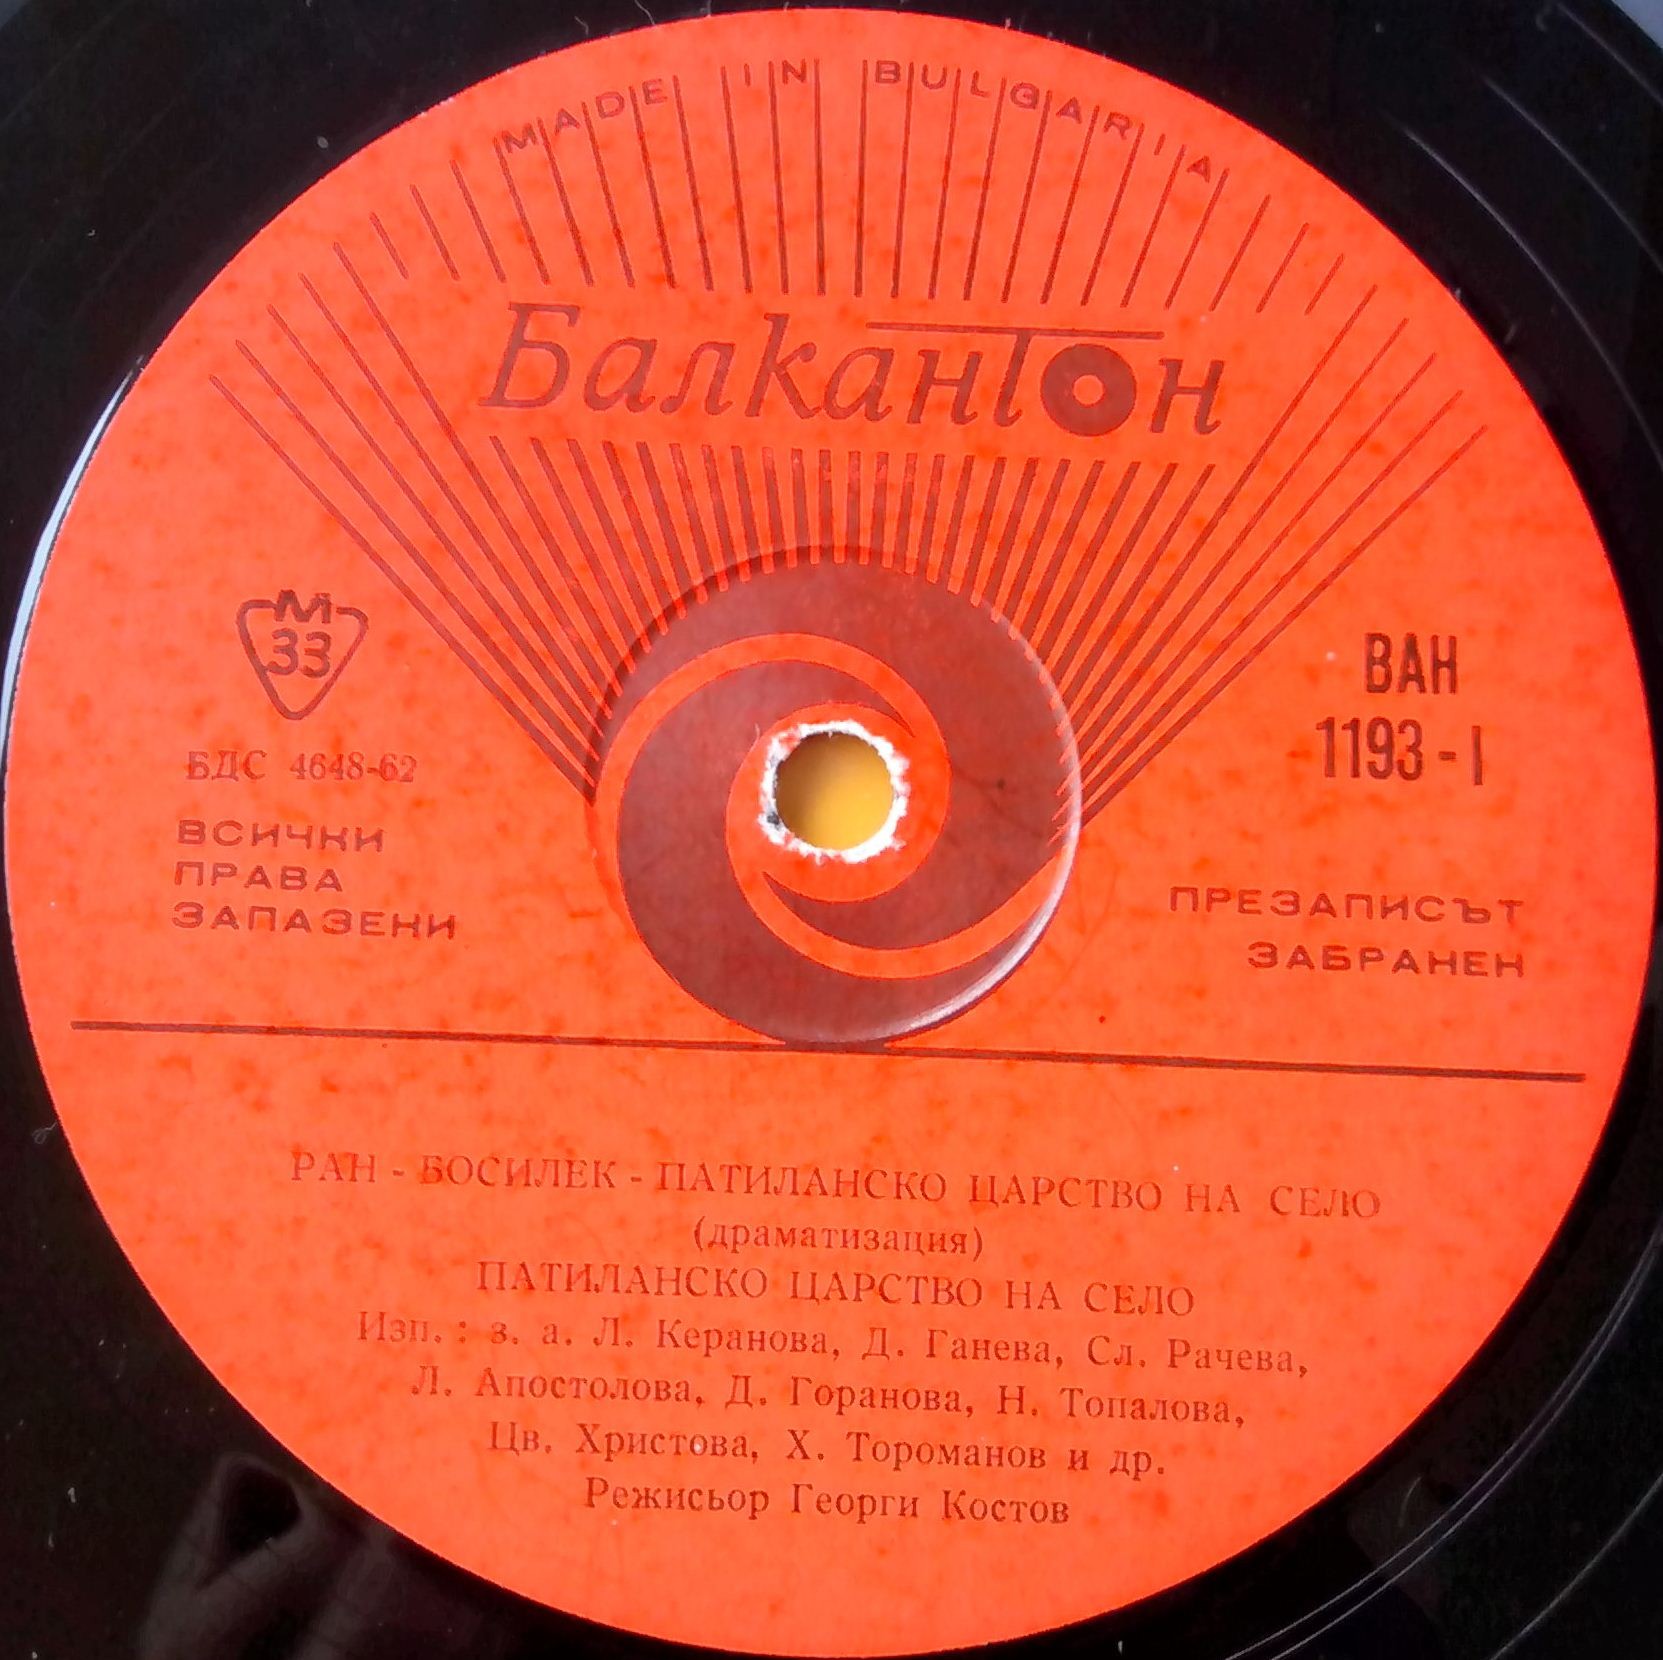 MADE IN BULGARIA
Балкантон
М
33
БДС 4648-62
ВСИЧКИ
ПРАВА
ЗАПАЗЕНИ
ВАН
1193-I
ПРЕЗАПИСЪТ
ЗАБРАНЕН
РАН - БОСИЛЕК - ПАТИЛАНСКО ЦАРСТВО НА СЕЛО
(драматизация)
ПАТИЛАНСКО ЦАРСТВО НА СЕЛО
Изп. : з. а. Л. Керанова, Д. Ганева, Сл. Рачева,
Л. Апостолова, Д. Горанова, Н. Топалова,
Цв. Христова, Х. Тороманов и др.
Режисьор Георги Костов